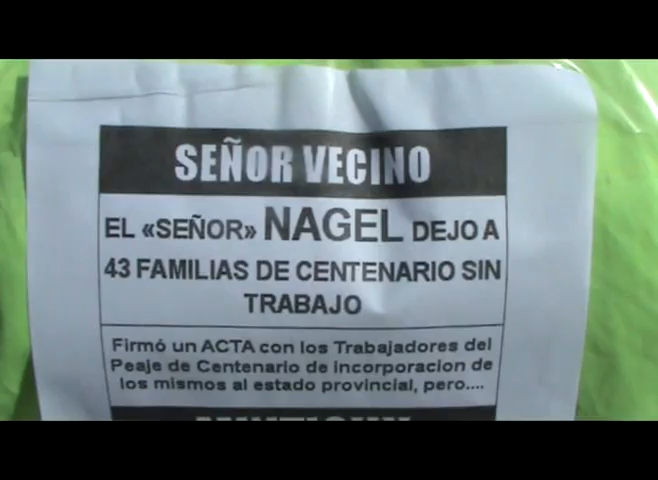 SEÑOR VECINO
EL «SEÑOR» NAGEL DEJO A
43 FAMILIAS DE CENTENARIO SIN
TRABAJO
Firmó un ACTA con los Trabajadores del
Peaje de Centenario de incorporacion de
los mismos al estado provincial, pero....